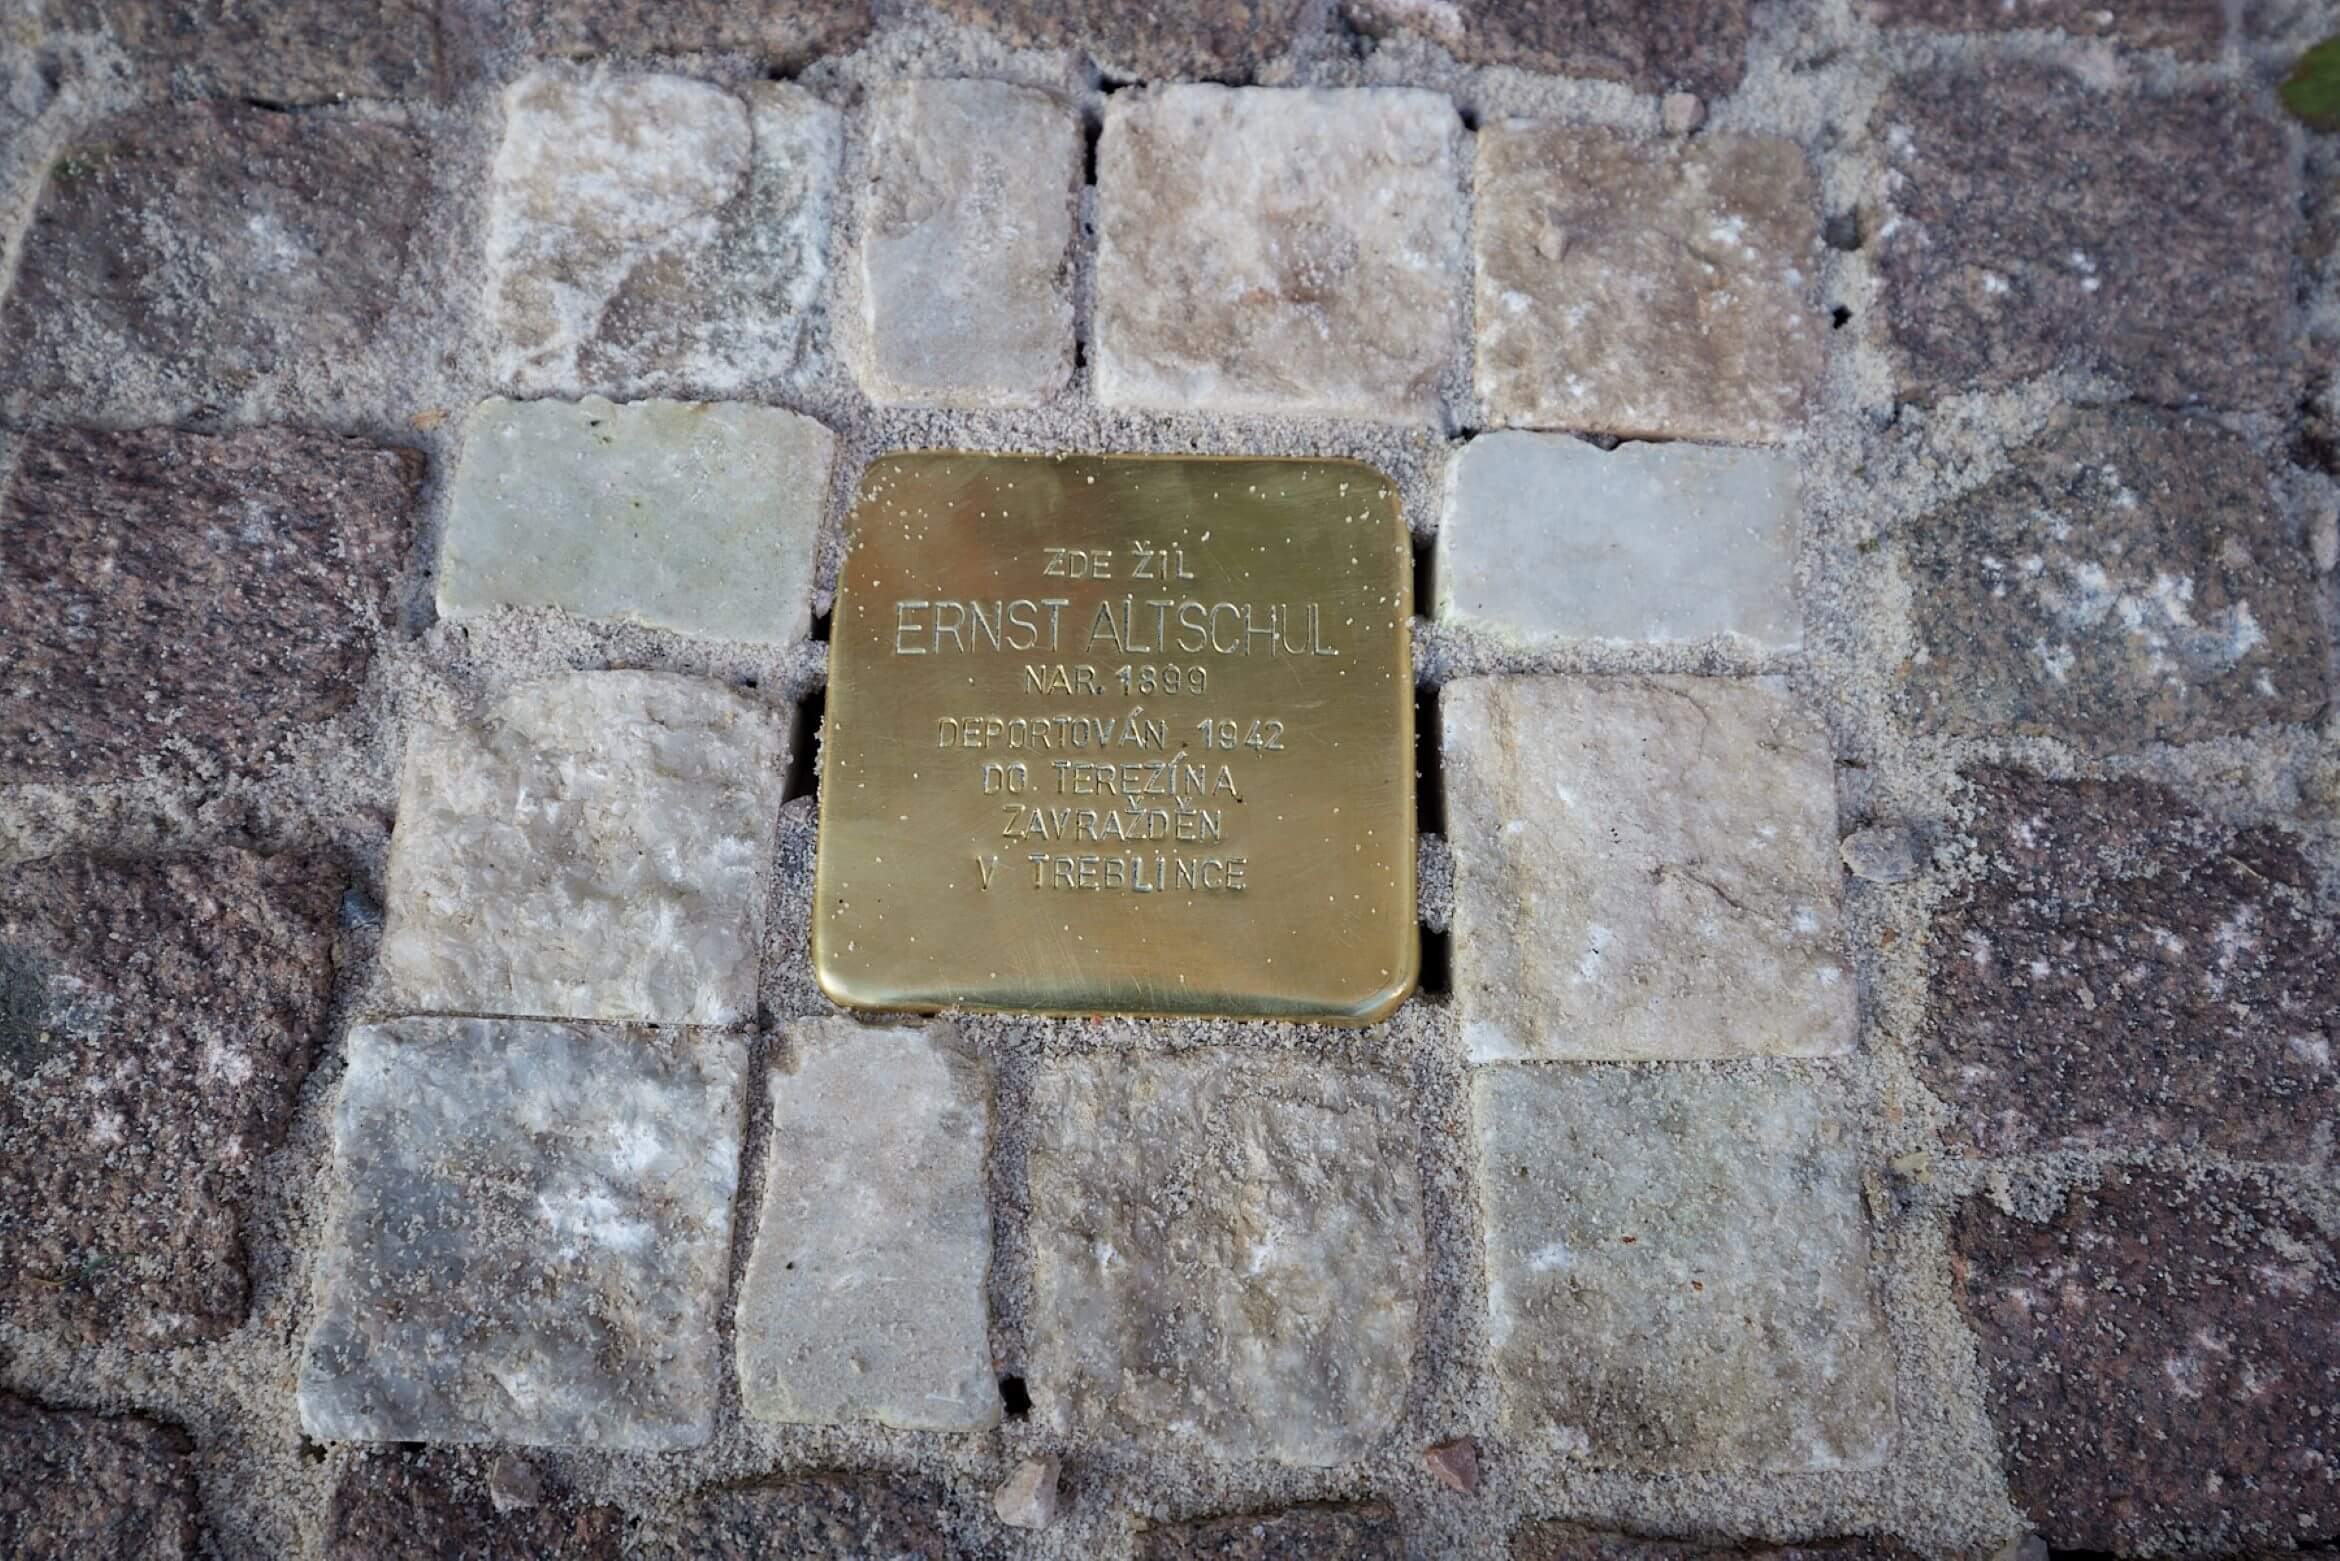 ZDE ŽIL
ERNST ALTSCHUL
NAR. 1899
DEPORTOVÁN 1942
DO TEREZÍNA
ZAVRAŽDĚN
V TREBLINCE